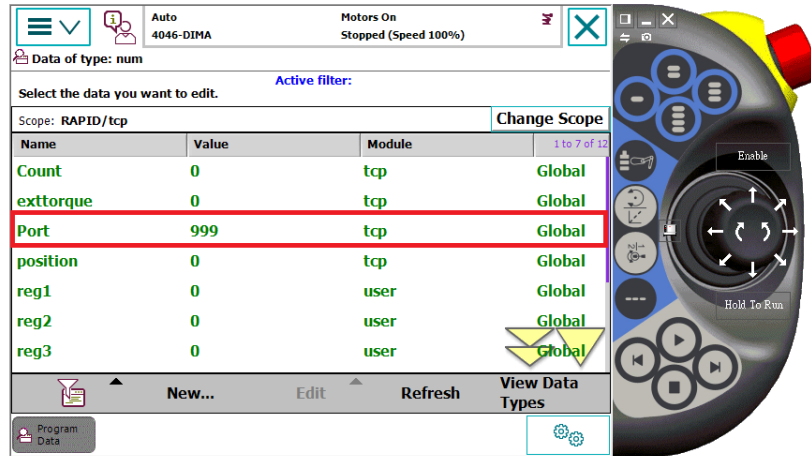 Auto
4046-DIMA
Motors On
Stopped (Speed 100%)
Data of type: num
Active filter:
Select the data you want to edit.
Scope: RAPID/tcp
Change Scope
Name Value Module 1 to 7 of 12
Count 0 tcp Global
exttorque 0 tcp Global
Port 999 tcp Global
position 0 tcp Global
reg1 0 user Global
reg2 0 user Global
reg3 0 user Global
New... Edit Refresh View Data
Types
Program
Data
Enable
Hold To Run